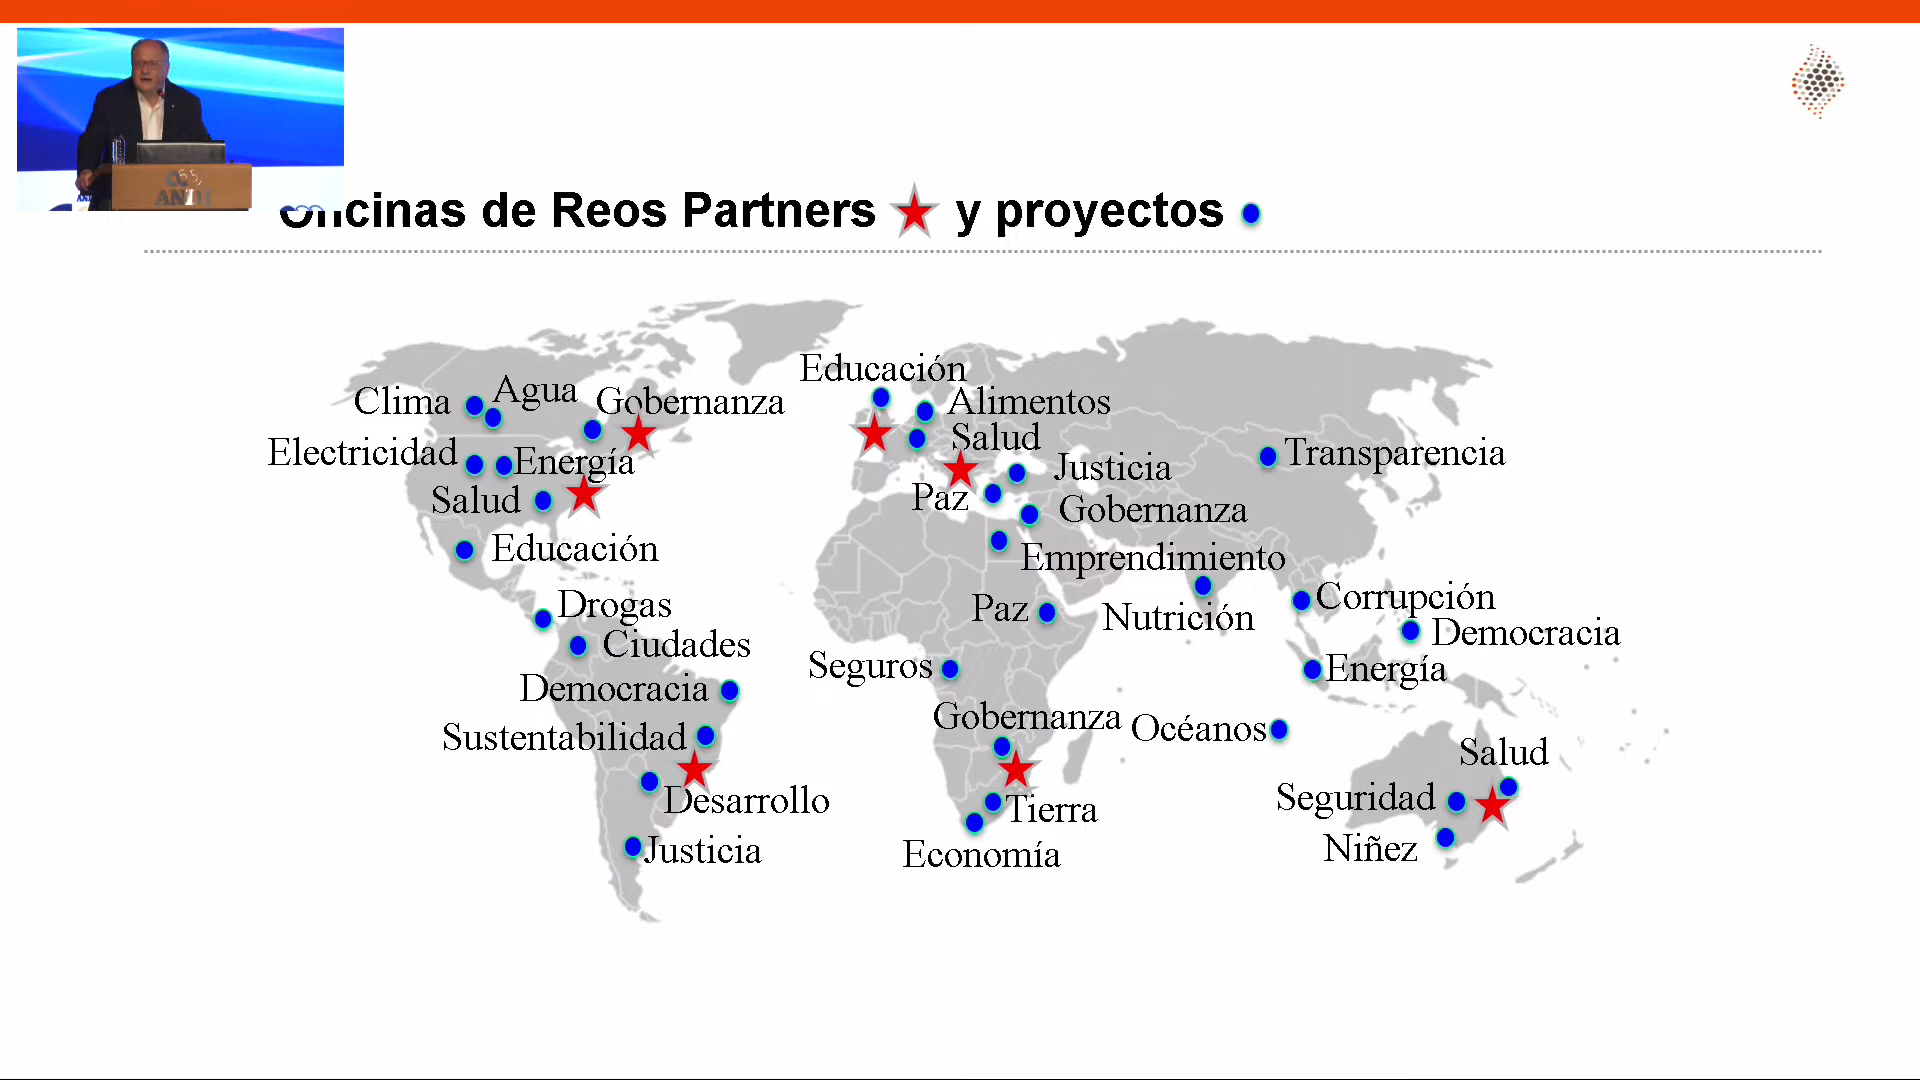 ANDI
Oficinas de Reos Partners y proyectos
Educación
Agua
Clima
Gobernanza
Alimentos
Electricidad
Energía
Salud
Justicia
Transparencia
Salud
Paz
Gobernanza
Educación
Emprendimiento
Drogas
Paz
Nutrición
Corrupción
Ciudades
Democracia
Seguros
Energía
Democracia
Gobernanza
Océanos
Sustentabilidad
Salud
Desarrollo
Tierra
Seguridad
Justicia
Economía
Niñez